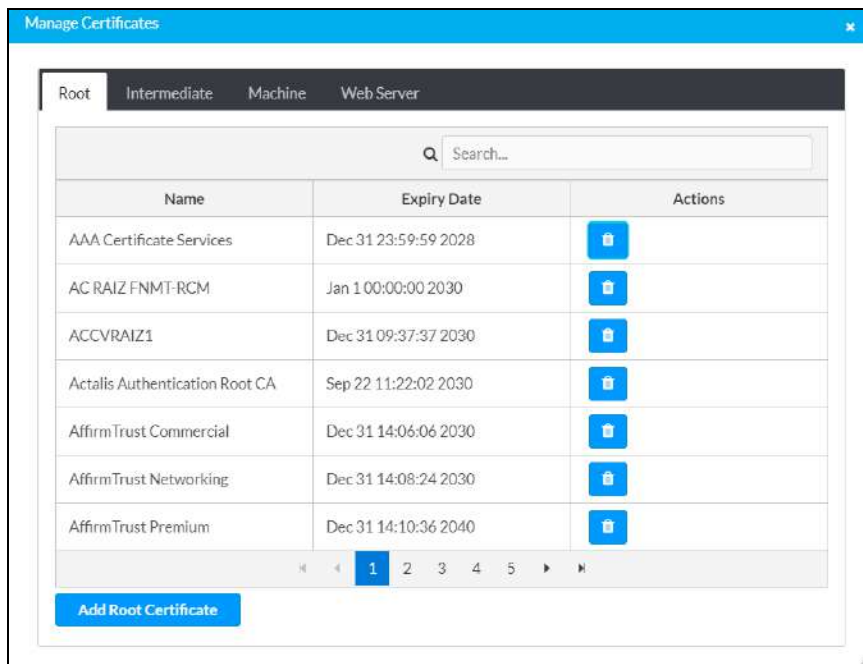 Manage Certificates
Root Intermediate Machine Web Server
Search...
Name Expiry Date Actions
AAA Certificate Services Dec 31 23:59:59 2028
AC RAIZ FNMT-RCM Jan 1 00:00:00 2030
ACCVRAIZ1 Dec 31 09:37:37 2030
Actalis Authentication Root CA Sep 22 11:22:02 2030
AffirmTrust Commercial Dec 31 14:06:06 2030
AffirmTrust Networking Dec 31 14:08:24 2030
AffirmTrust Premium Dec 31 14:10:36 2040
1 2 3 4 5
Add Root Certificate